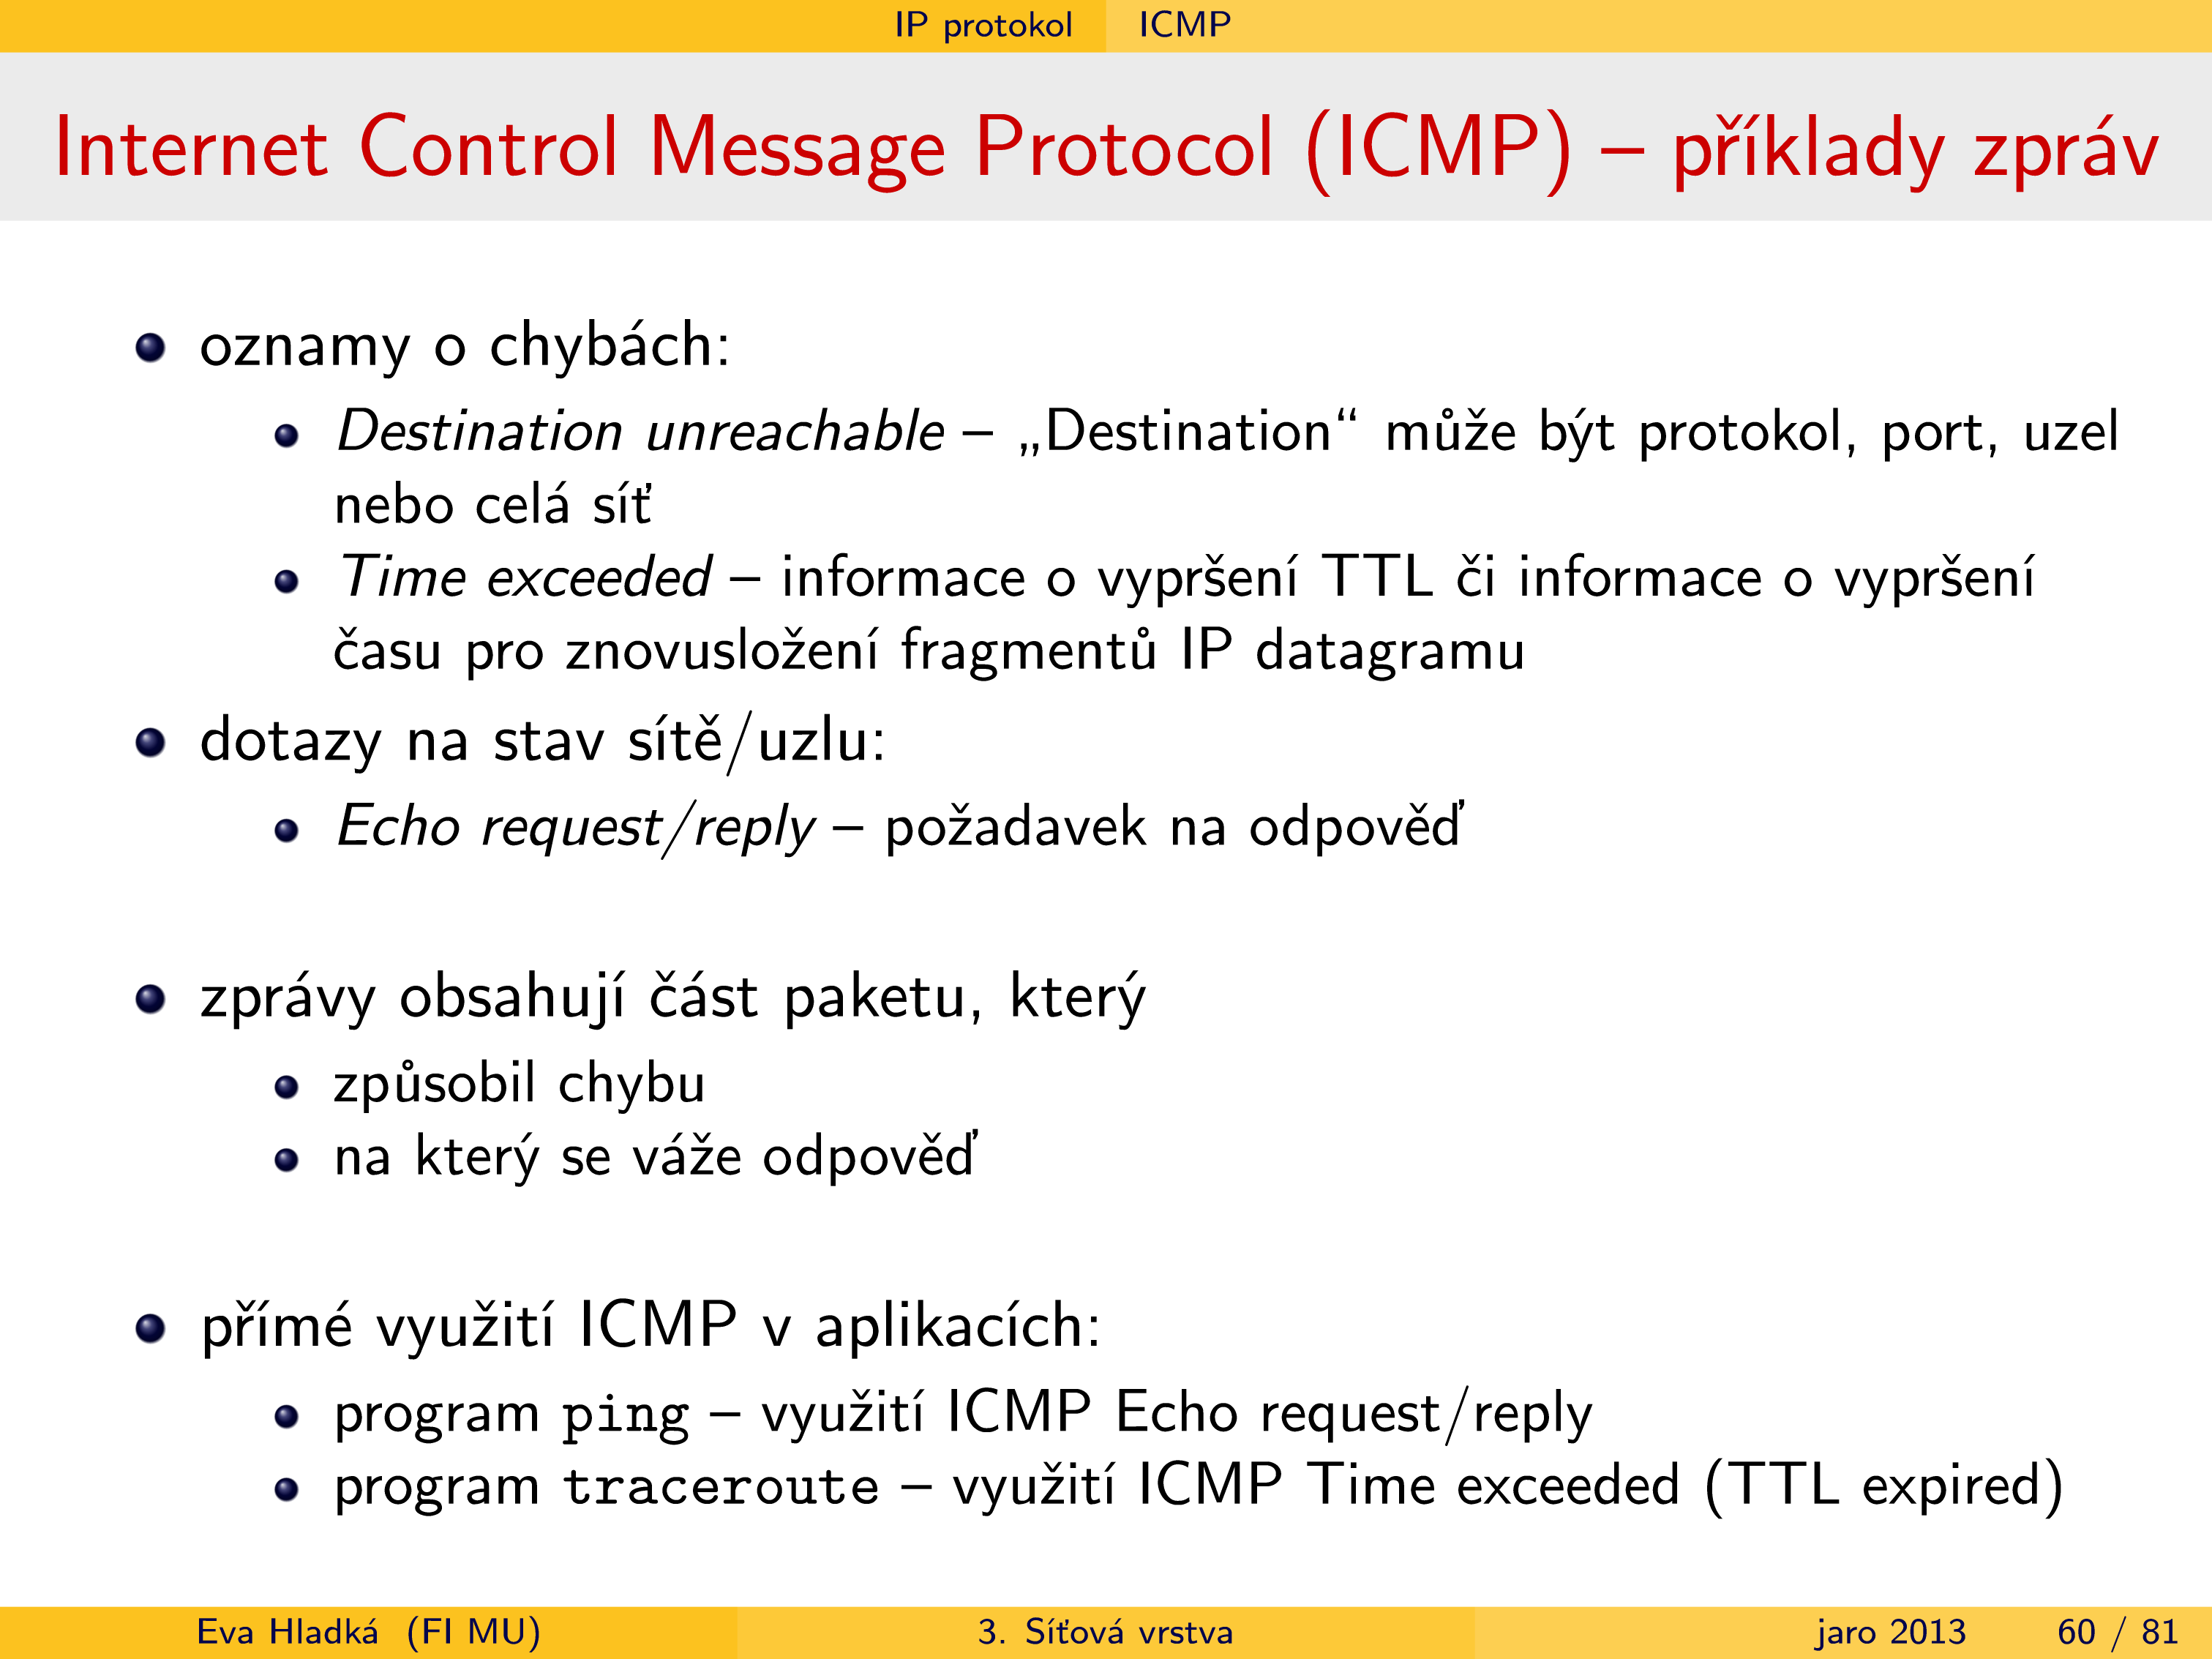 IP protokol ICMP
Internet Control Message Protocol (ICMP) – příklady zpráv
oznamy o chybách:
Destination unreachable – „Destination“ může být protokol, port, uzel
nebo celá síť
Time exceeded – informace o vypršení TTL či informace o vypršení
času pro znovusložení fragmentů IP datagramu
dotazy na stav sítě/uzlu:
Echo request/reply – požadavek na odpověď
zprávy obsahují část paketu, který
způsobil chybu
na který se váže odpověď
přímé využití ICMP v aplikacích:
program ping – využití ICMP Echo request/reply
program traceroute – využití ICMP Time exceeded (TTL expired)
Eva Hladká (FI MU) 3. Síťová vrstva jaro 2013 60 / 81